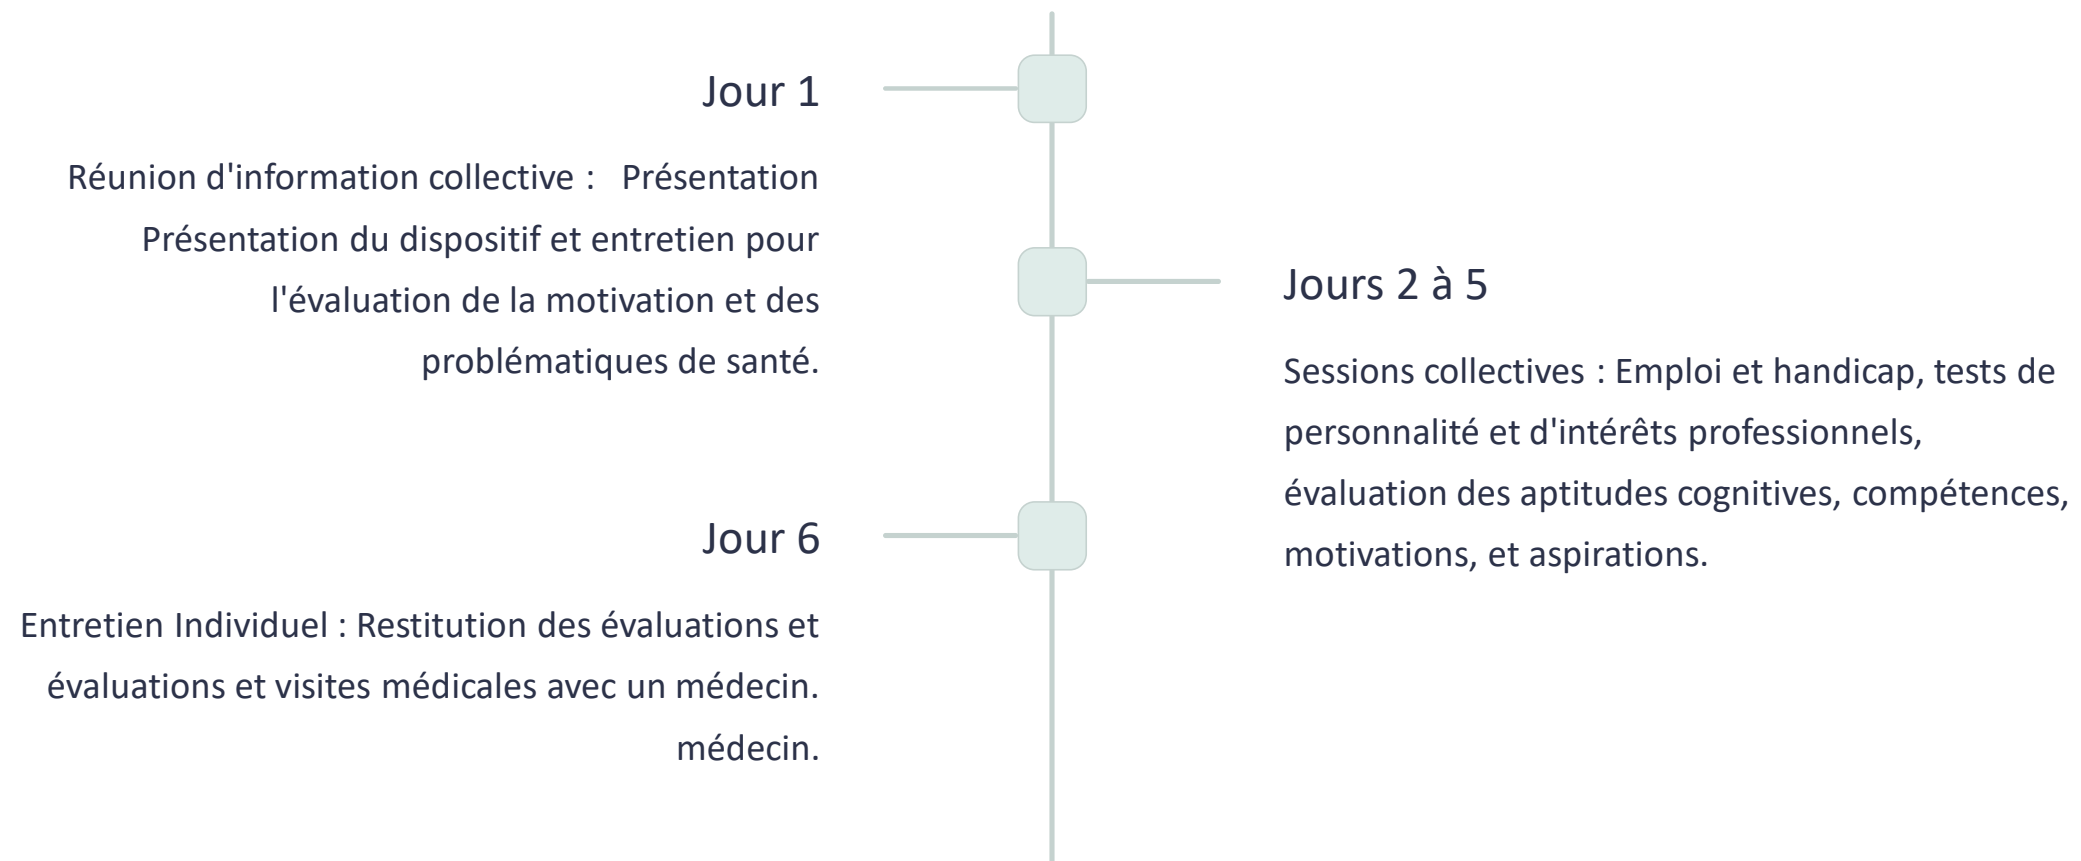 Jour 1
Réunion d'information collective :   Présentation
Présentation du dispositif et entretien pour
l'évaluation de la motivation et des
problématiques de santé.
Jours 2 à 5
Sessions collectives : Emploi et handicap, tests de
personnalité et d'intérêts professionnels,
évaluation des aptitudes cognitives, compétences,
motivations, et aspirations.
Jour 6
Entretien Individuel : Restitution des évaluations et
évaluations et visites médicales avec un médecin.
médecin.